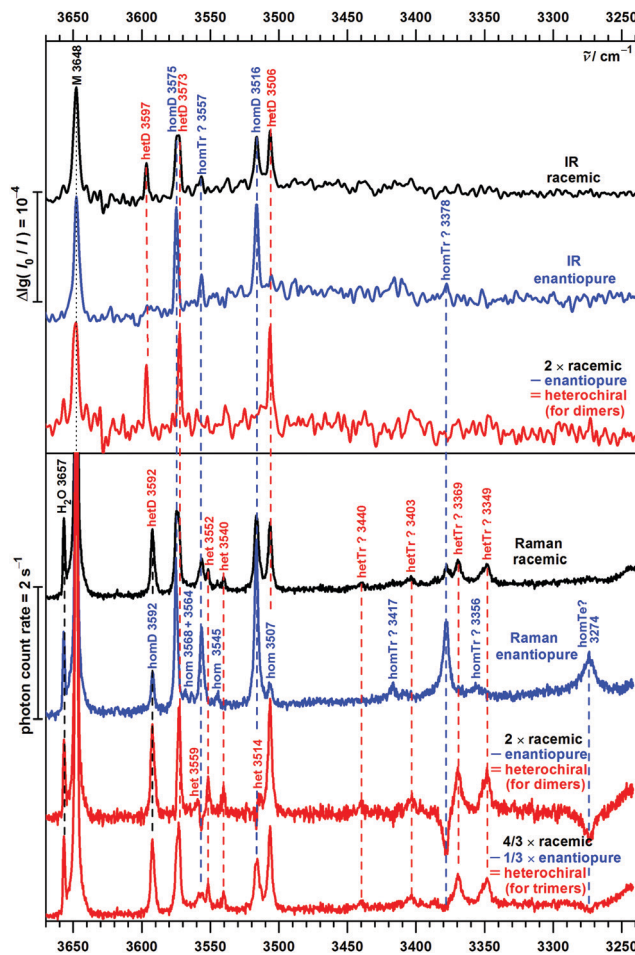 3650 3600 3550 3500 3450 3400 3350 3300 3250
ν̃/ cm⁻¹
M 3648
hetD 3597
homD 3575
hetD 3573
homTr ? 3557
homD 3516
hetD 3506
IR
racemic
Δlg(I₀ / I) = 10⁻⁴
homTr ? 3378
IR
enantiopure
2 × racemic
– enantiopure
= heterochiral
(for dimers)
H₂O 3657
hetD 3592
het 3552
het 3540
hetTr ? 3440
hetTr ? 3403
hetTr ? 3369
hetTr ? 3349
Raman
racemic
photon count rate = 2 s⁻¹
homD 3592
hom 3568 + 3564
hom 3545
hom 3507
homTr ? 3417
homTr ? 3356
Raman
enantiopure
homTe?
3274
het 3559
het 3514
2 × racemic
– enantiopure
= heterochiral
(for dimers)
4/3 × racemic
– 1/3 × enantiopure
= heterochiral
(for trimers)
3650 3600 3550 3500 3450 3400 3350 3300 3250